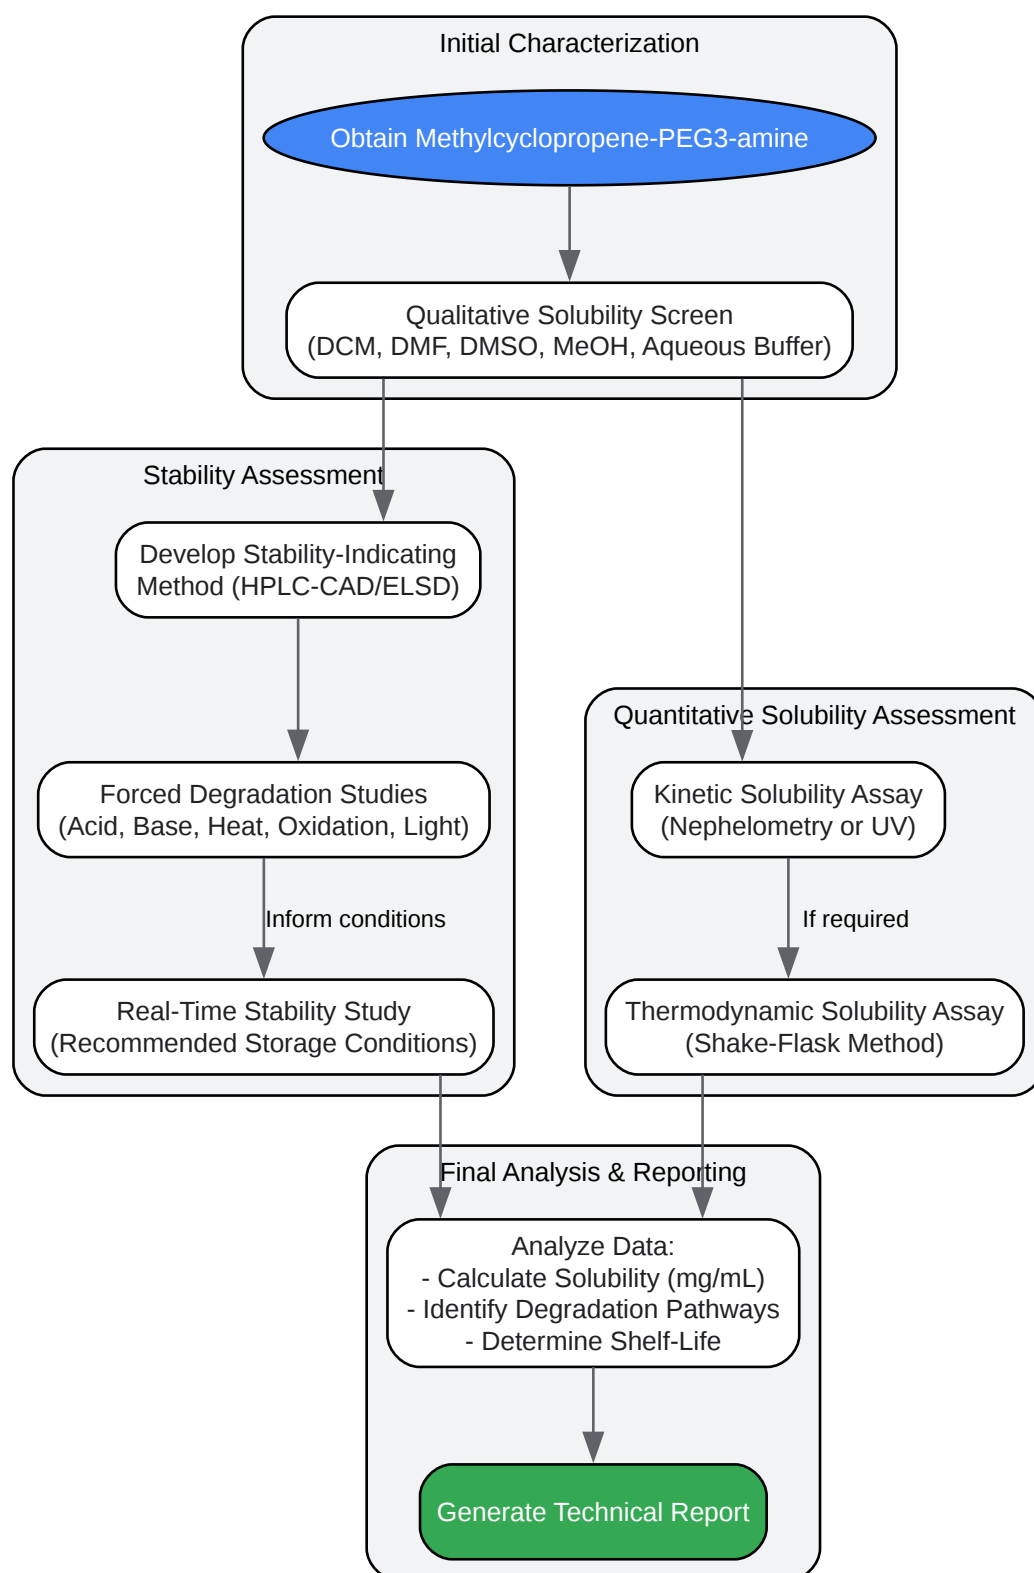 Initial Characterization
Obtain Methylcyclopropene-PEG3-amine
Qualitative Solubility Screen
(DCM, DMF, DMSO, MeOH, Aqueous Buffer)
Stability Assessment
Develop Stability-Indicating
Method (HPLC-CAD/ELSD)
Forced Degradation Studies
(Acid, Base, Heat, Oxidation, Light)
Inform conditions
Real-Time Stability Study
(Recommended Storage Conditions)
Quantitative Solubility Assessment
Kinetic Solubility Assay
(Nephelometry or UV)
If required
Thermodynamic Solubility Assay
(Shake-Flask Method)
Final Analysis & Reporting
Analyze Data:
- Calculate Solubility (mg/mL)
- Identify Degradation Pathways
- Determine Shelf-Life
Generate Technical Report